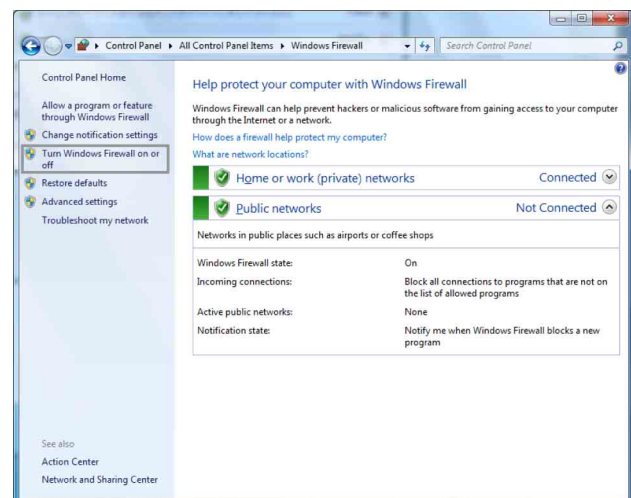 Control Panel ▸ All Control Panel Items ▸ Windows Firewall
Search Control Panel
Control Panel Home
Allow a program or feature
through Windows Firewall
Change notification settings
Turn Windows Firewall on or
off
Restore defaults
Advanced settings
Troubleshoot my network
See also
Action Center
Network and Sharing Center
Help protect your computer with Windows Firewall
Windows Firewall can help prevent hackers or malicious software from gaining access to your computer
through the Internet or a network.
How does a firewall help protect my computer?
What are network locations?
Home or work (private) networks Connected
Public networks Not Connected
Networks in public places such as airports or coffee shops
Windows Firewall state: On
Incoming connections: Block all connections to programs that are not on
the list of allowed programs
Active public networks: None
Notification state: Notify me when Windows Firewall blocks a new
program